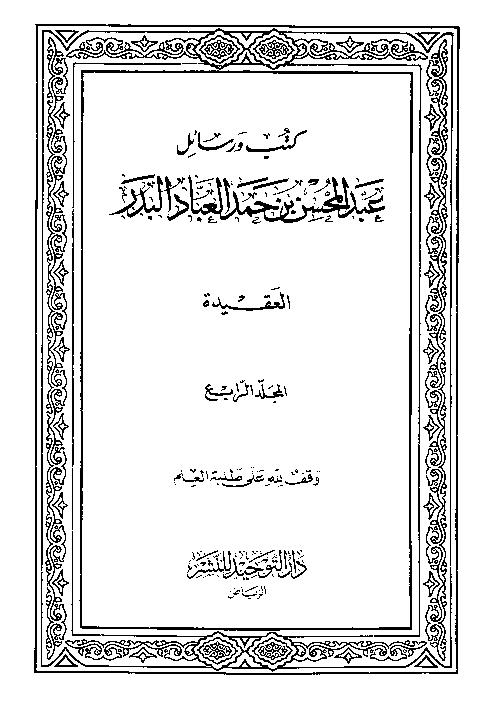 كتب ورسائل
عبد المحسن بن حمد العباد البدر
العقيدة
المجلد الرابع
وقف لله على طلبة العلم
دار التوحيد للنشر
الرياض